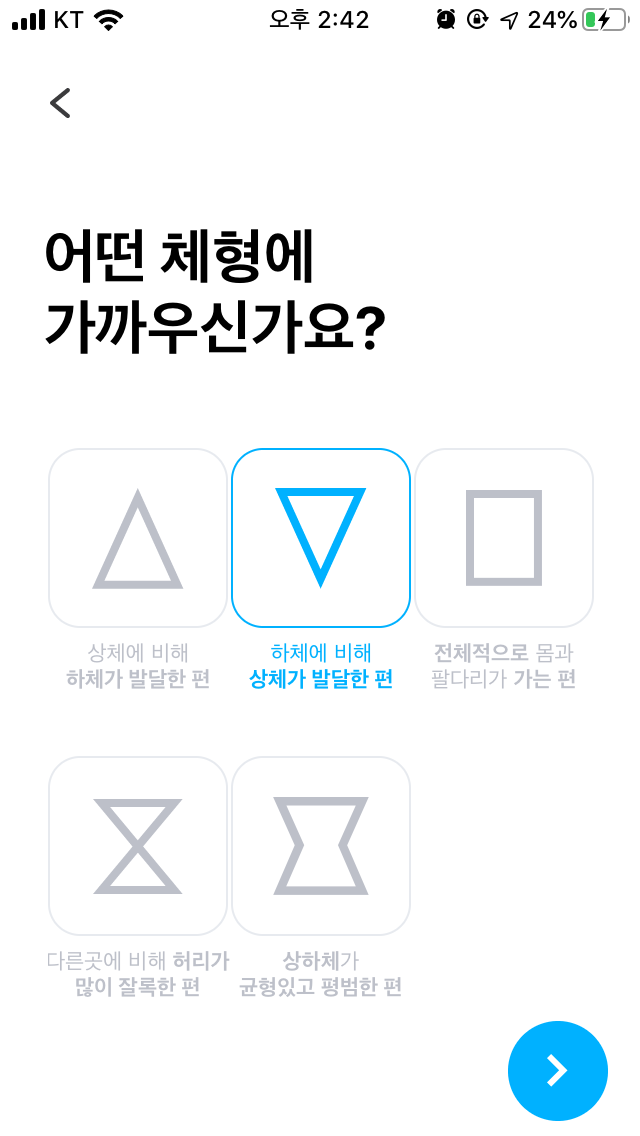 KT 오후 2:42 24%
어떤 체형에
가까우신가요?
상체에 비해
하체가 발달한 편
하체에 비해
상체가 발달한 편
전체적으로 몸과
팔다리가 가는 편
다른곳에 비해 허리가
많이 잘록한 편
상하체가
균형있고 평범한 편